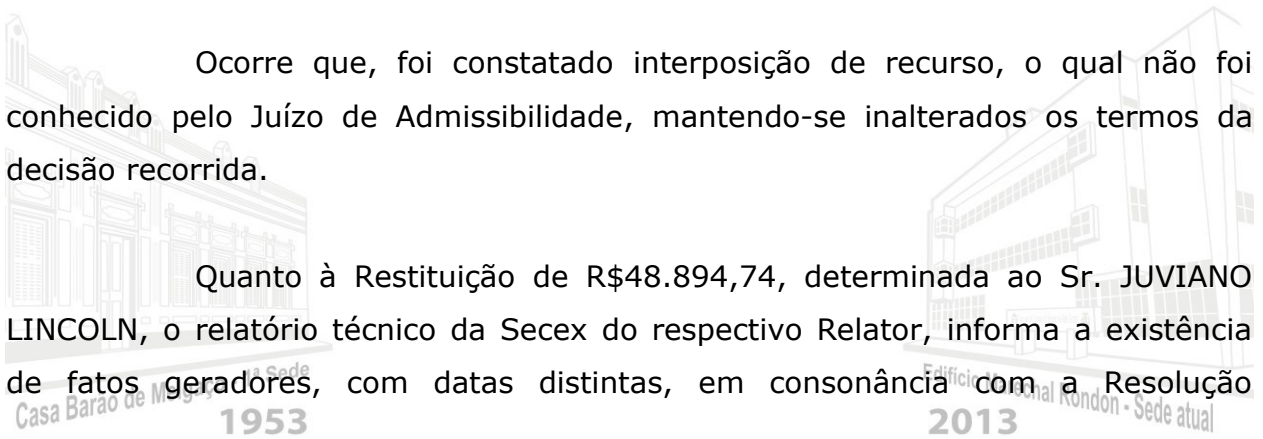 Ocorre que, foi constatado interposição de recurso, o qual não foi
conhecido pelo Juízo de Admissibilidade, mantendo-se inalterados os termos da
decisão recorrida.
Quanto à Restituição de R$48.894,74, determinada ao Sr. JUVIANO
LINCOLN, o relatório técnico da Secex do respectivo Relator, informa a existência
de fatos geradores, com datas distintas, em consonância com a Resolução
Casa Barão de 1ª Sede
1953
Edifício Rondon - Sede atual
2013